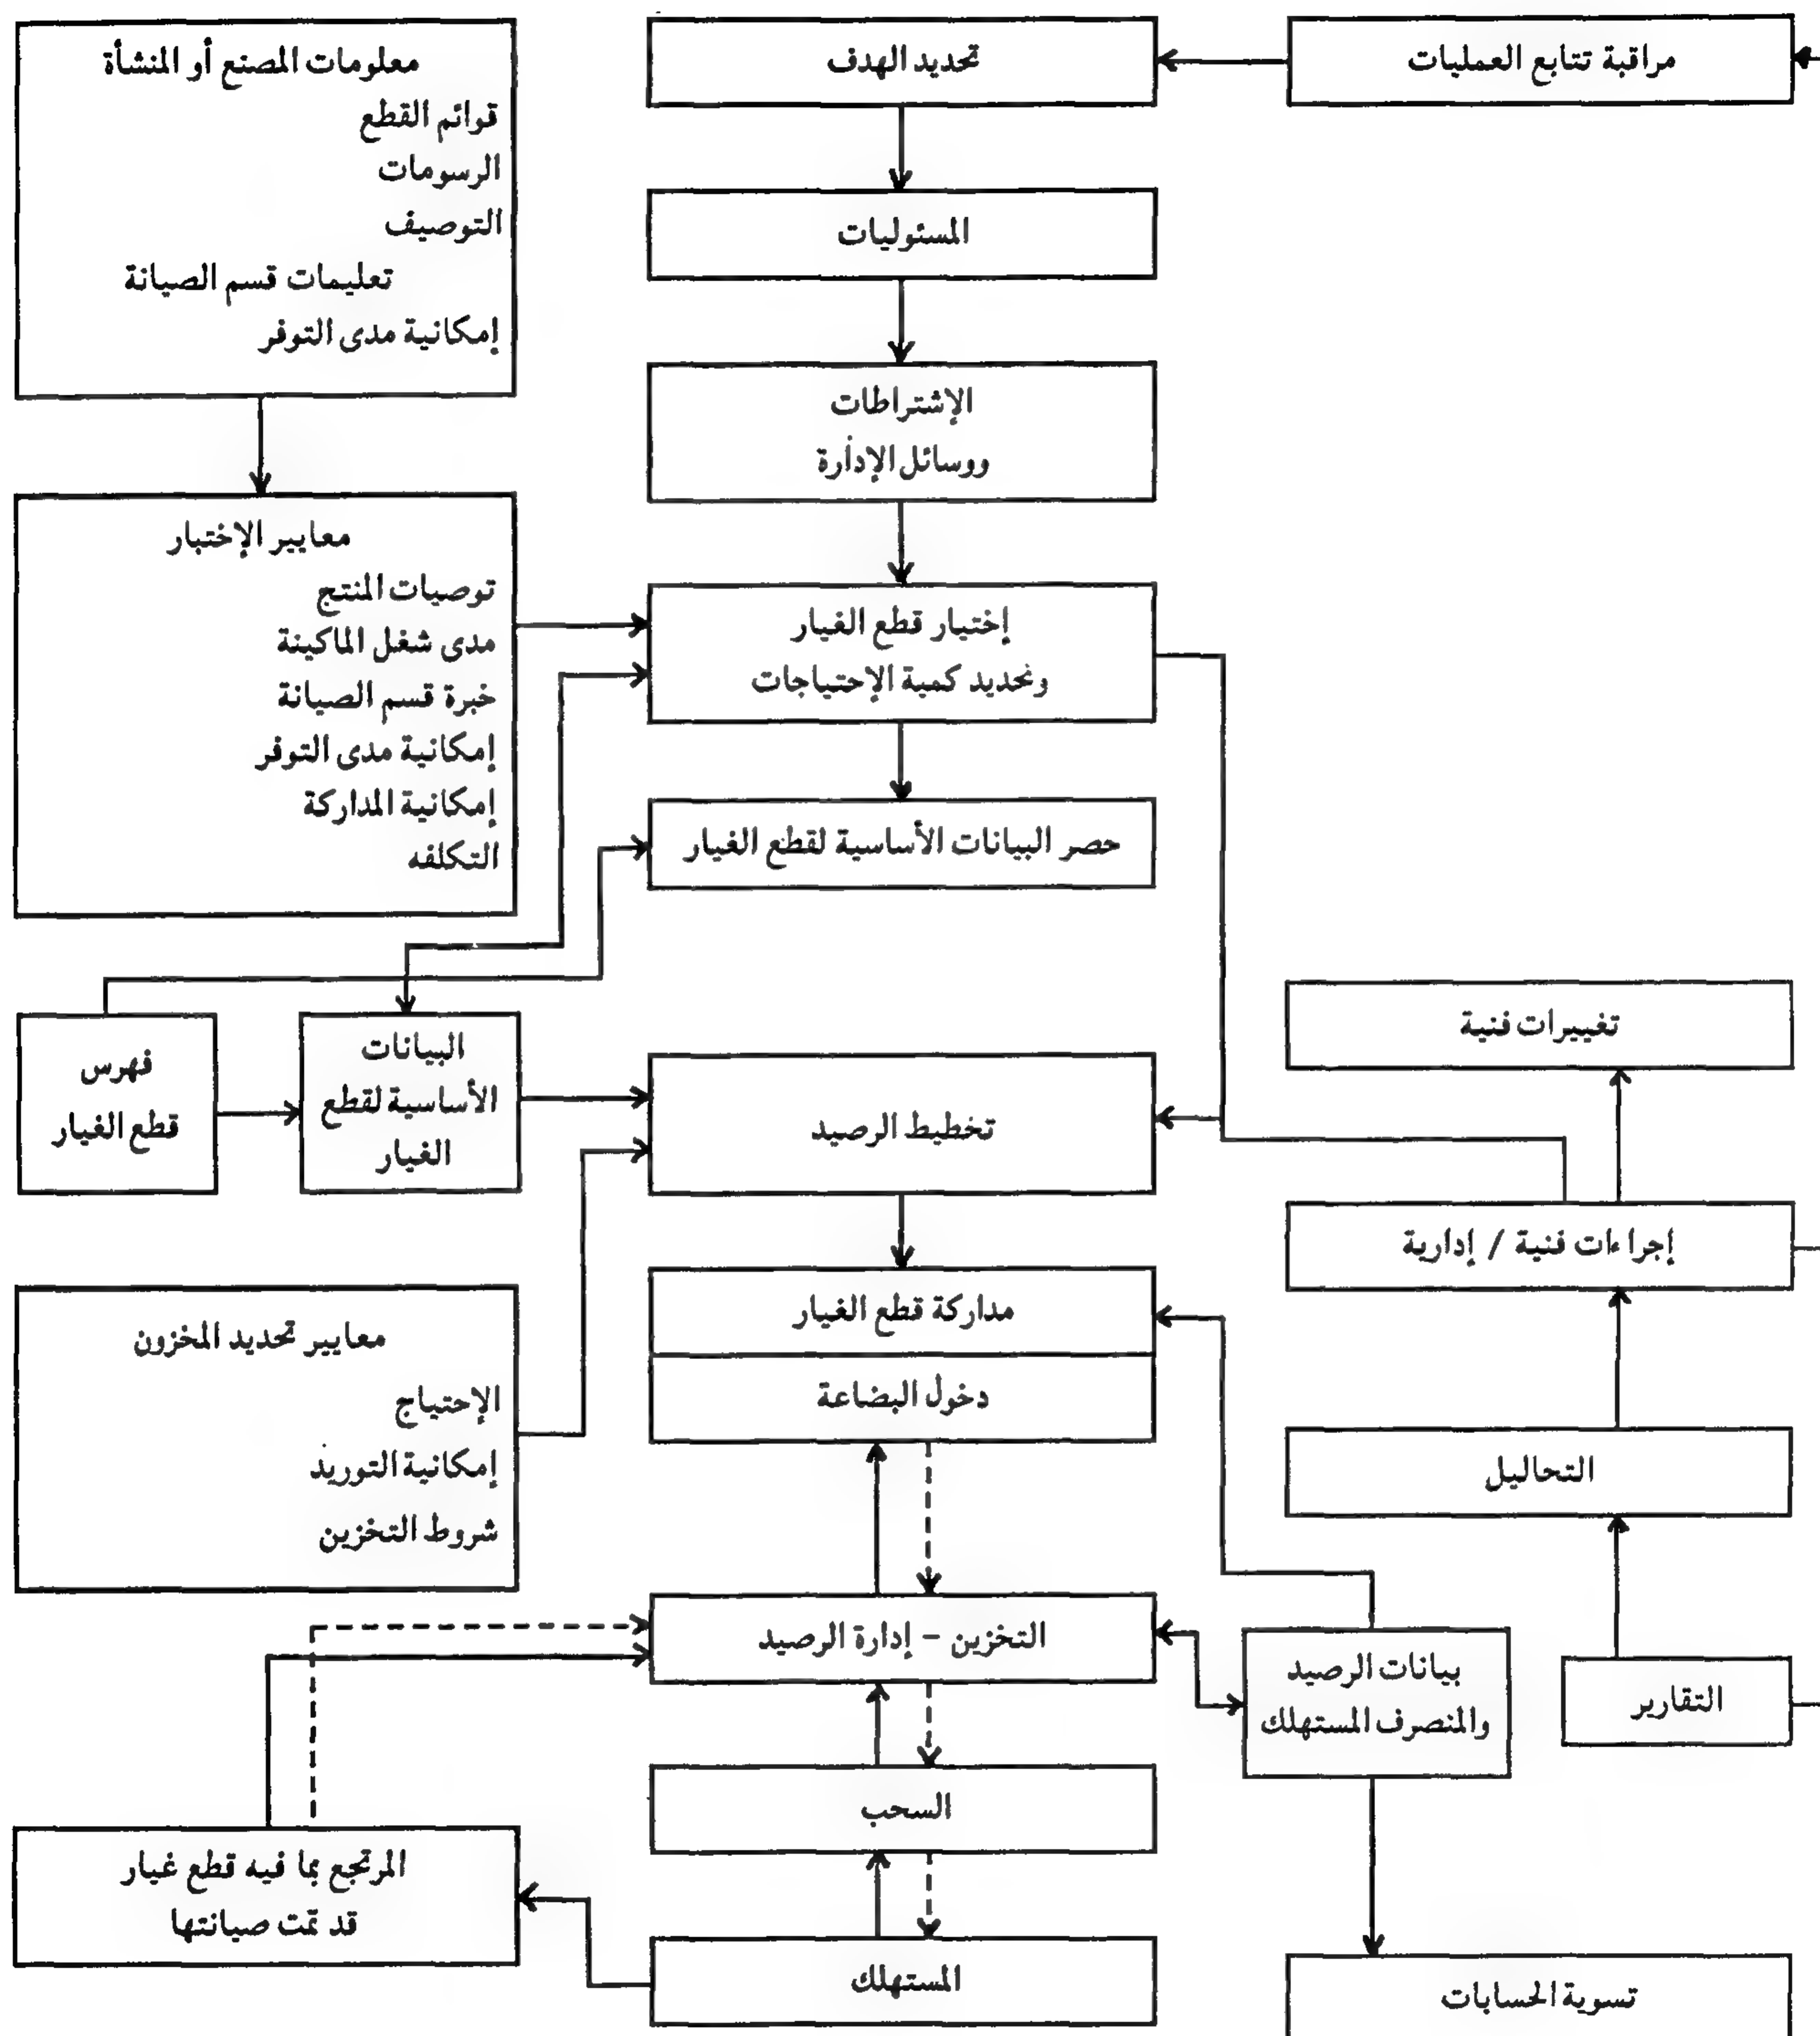 مراقبة تتابع العمليات
تحديد الهدف
معلومات المصنع أو المنشأة
قوائم القطع
الرسومات
التوصيف
تعليمات قسم الصيانة
إمكانية مدى التوفر
المسئوليات
الإشتراطات
ووسائل الإدارة
معايير الإختبار
توصيات المنتج
مدى شغل الماكينة
خبرة قسم الصيانة
إمكانية مدى التوفر
إمكانية المداركة
التكلفه
إختيار قطع الغيار
وتحديد كمية الإحتياجات
حصر البيانات الأساسية لقطع الغيار
تغييرات فنية
تخطيط الرصيد
البيانات
الأساسية لقطع
الغيار
فهرس
قطع الغيار
إجراءات فنية / إدارية
مداركة قطع الغيار
دخول البضاعة
معايير تحديد المخزون
الإحتياج
إمكانية التوريد
شروط التخزين
التحاليل
التخزين - إدارة الرصيد
التقارير
بيانات الرصيد
والمنصرف المستهلك
السحب
المرتجع بما فيه قطع غيار
قد تمت صيانتها
المستهلك
تسوية الحسابات